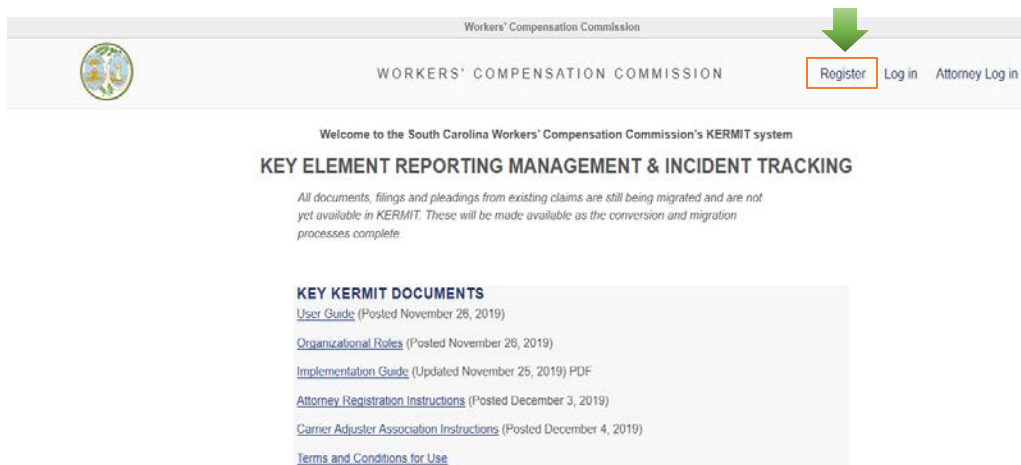 Workers' Compensation Commission
WORKERS' COMPENSATION COMMISSION
Register Log in Attorney Log in
Welcome to the South Carolina Workers' Compensation Commission's KERMIT system
KEY ELEMENT REPORTING MANAGEMENT & INCIDENT TRACKING
All documents, filings and pleadings from existing claims are still being migrated and are not
yet available in KERMIT. These will be made available as the conversion and migration
processes complete.
KEY KERMIT DOCUMENTS
User Guide (Posted November 26, 2019)
Organizational Roles (Posted November 26, 2019)
Implementation Guide (Updated November 25, 2019) PDF
Attorney Registration Instructions (Posted December 3, 2019)
Carrier Adjuster Association Instructions (Posted December 4, 2019)
Terms and Conditions for Use